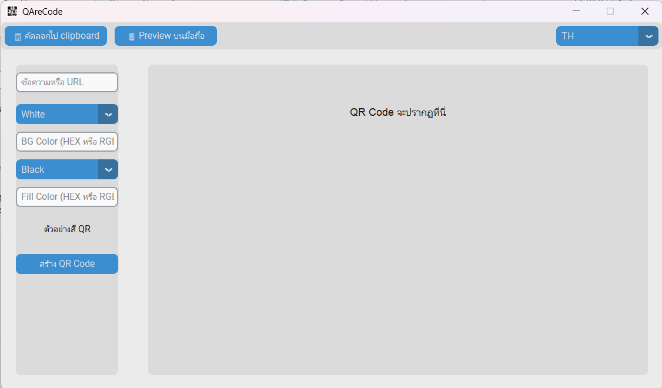 QAreCode
คัดลอกไป clipboard
Preview บนมือถือ
TH
ข้อความหรือ URL
QR Code จะปรากฏที่นี่
White
BG Color (HEX หรือ RGB
Black
Fill Color (HEX หรือ RGB
ตัวอย่างสี QR
สร้าง QR Code